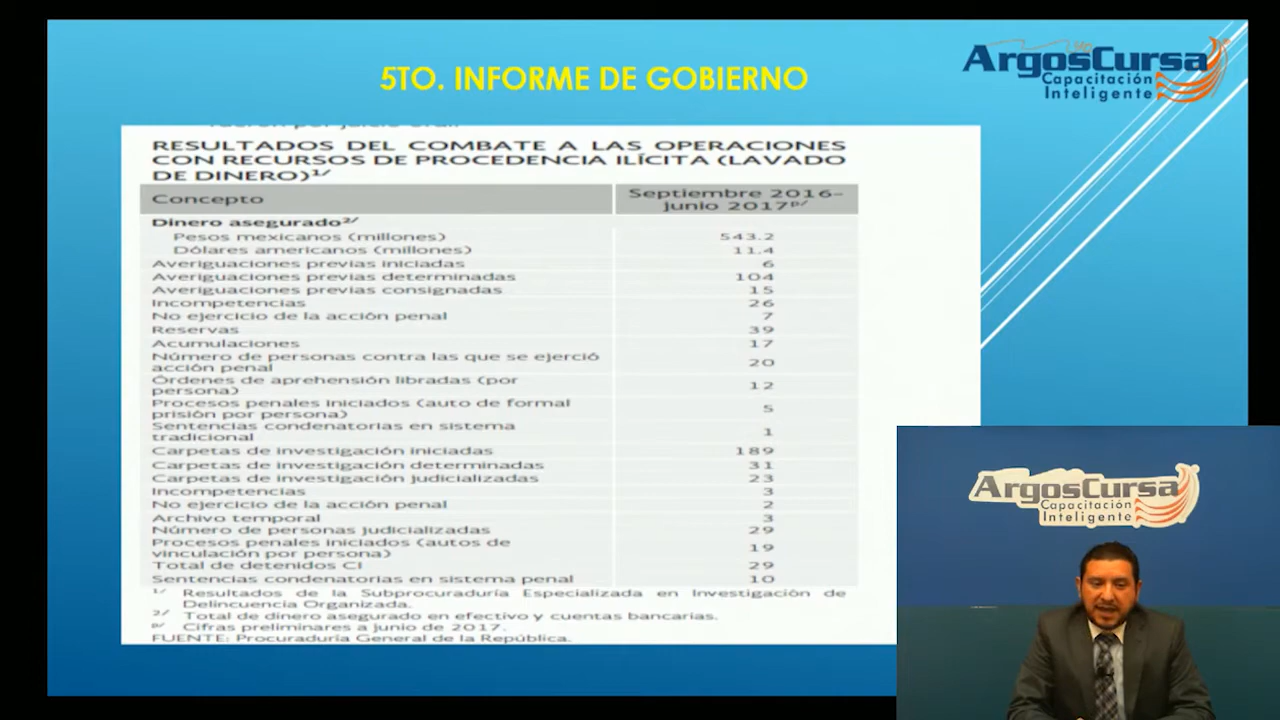 5TO. INFORME DE GOBIERNO
ArgosCursa
Capacitación
Inteligente
RESULTADOS DEL COMBATE A LAS OPERACIONES
CON RECURSOS DE PROCEDENCIA ILÍCITA (LAVADO
DE DINERO)1/
Concepto
Septiembre 2016-
junio 2017p/
Dinero asegurado2/
Pesos mexicanos (millones) 543.2
Dólares americanos (millones) 11.4
Averiguaciones previas iniciadas 6
Averiguaciones previas determinadas 104
Averiguaciones previas consignadas 15
Incompetencias 26
No ejercicio de la acción penal 7
Reservas 39
Acumulaciones 17
Número de personas contra las que se ejerció
acción penal 20
Órdenes de aprehensión libradas (por
persona) 12
Procesos penales iniciados (auto de formal
prisión por persona) 5
Sentencias condenatorias en sistema
tradicional 1
Carpetas de investigación iniciadas 189
Carpetas de investigación determinadas 31
Carpetas de investigación judicializadas 23
Incompetencias 3
No ejercicio de la acción penal 2
Archivo temporal 3
Número de personas judicializadas 29
Procesos penales iniciados (autos de
vinculación por persona) 19
Total de detenidos CI 29
Sentencias condenatorias en sistema penal 10
1/ Resultados de la Subprocuraduría Especializada en Investigación de
Delincuencia Organizada.
2/ Total de dinero asegurado en efectivo y cuentas bancarias.
p/ Cifras preliminares a junio de 2017.
FUENTE: Procuraduría General de la República.
ArgosCursa
Capacitación
Inteligente